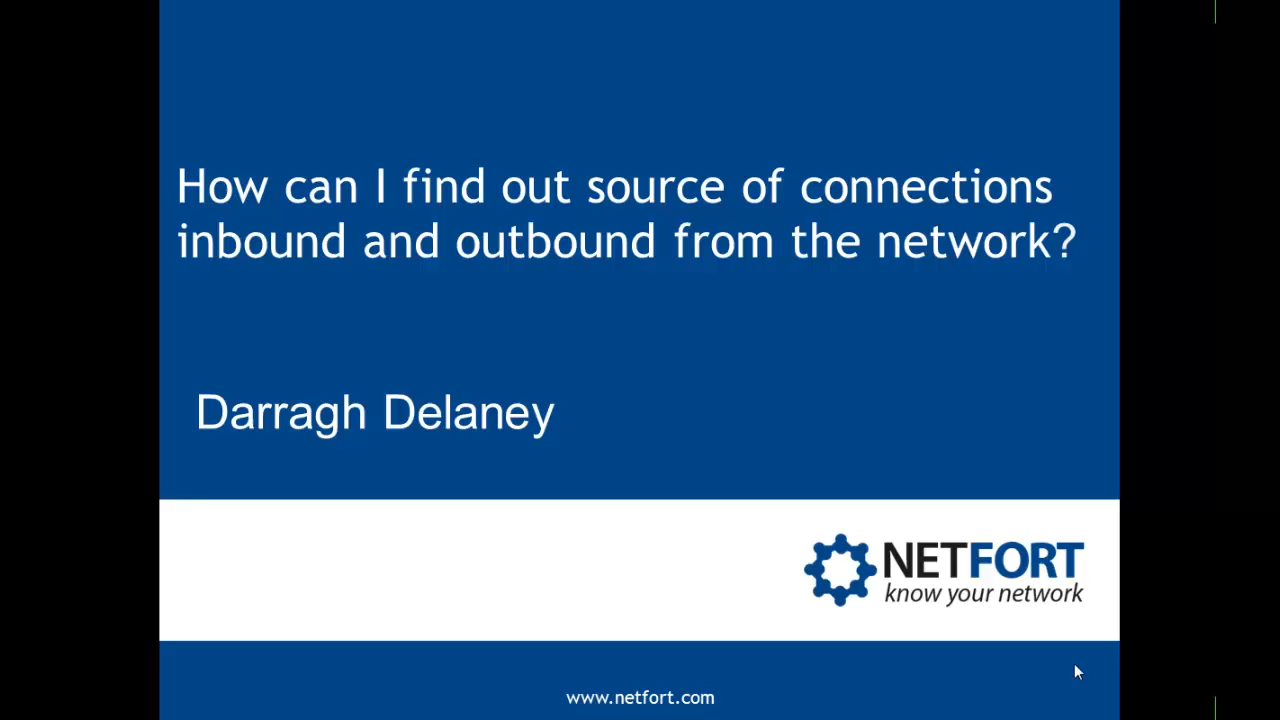 How can I find out source of connections
inbound and outbound from the network?
Darragh Delaney
NETFORT
know your network
www.netfort.com